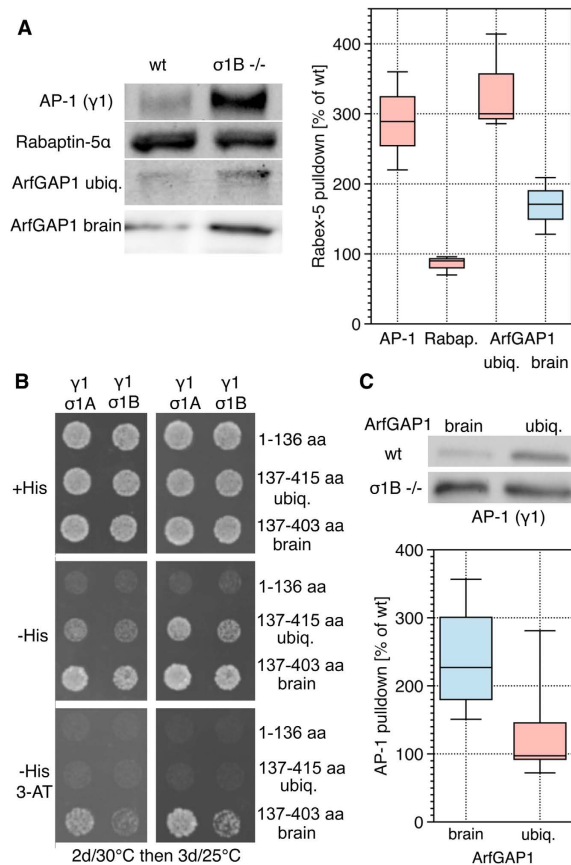 A
wt σ1B -/-
AP-1 (γ1)
Rabaptin-5α
ArfGAP1 ubiq.
ArfGAP1 brain
Rabex-5 pulldown [% of wt]
400
300
200
100
0
AP-1 Rabap. ArfGAP1
ubiq. brain
B
γ1 γ1 γ1 γ1
σ1A σ1B σ1A σ1B
+His
1-136 aa
137-415 aa
ubiq.
137-403 aa
brain
-His
1-136 aa
137-415 aa
ubiq.
137-403 aa
brain
-His
3-AT
1-136 aa
137-415 aa
ubiq.
137-403 aa
brain
2d/30°C then 3d/25°C
C
ArfGAP1 brain ubiq.
wt
σ1B -/-
AP-1 (γ1)
AP-1 pulldown [% of wt]
400
300
200
100
0
brain ubiq.
ArfGAP1